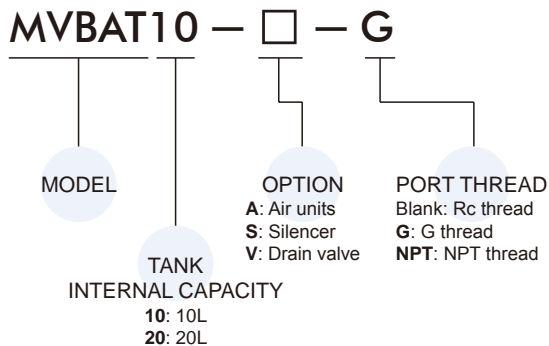 MVBAT10 — □ — G
MODEL
OPTION
A: Air units
S: Silencer
V: Drain valve
PORT THREAD
Blank: Rc thread
G: G thread
NPT: NPT thread
TANK
INTERNAL CAPACITY
10: 10L
20: 20L